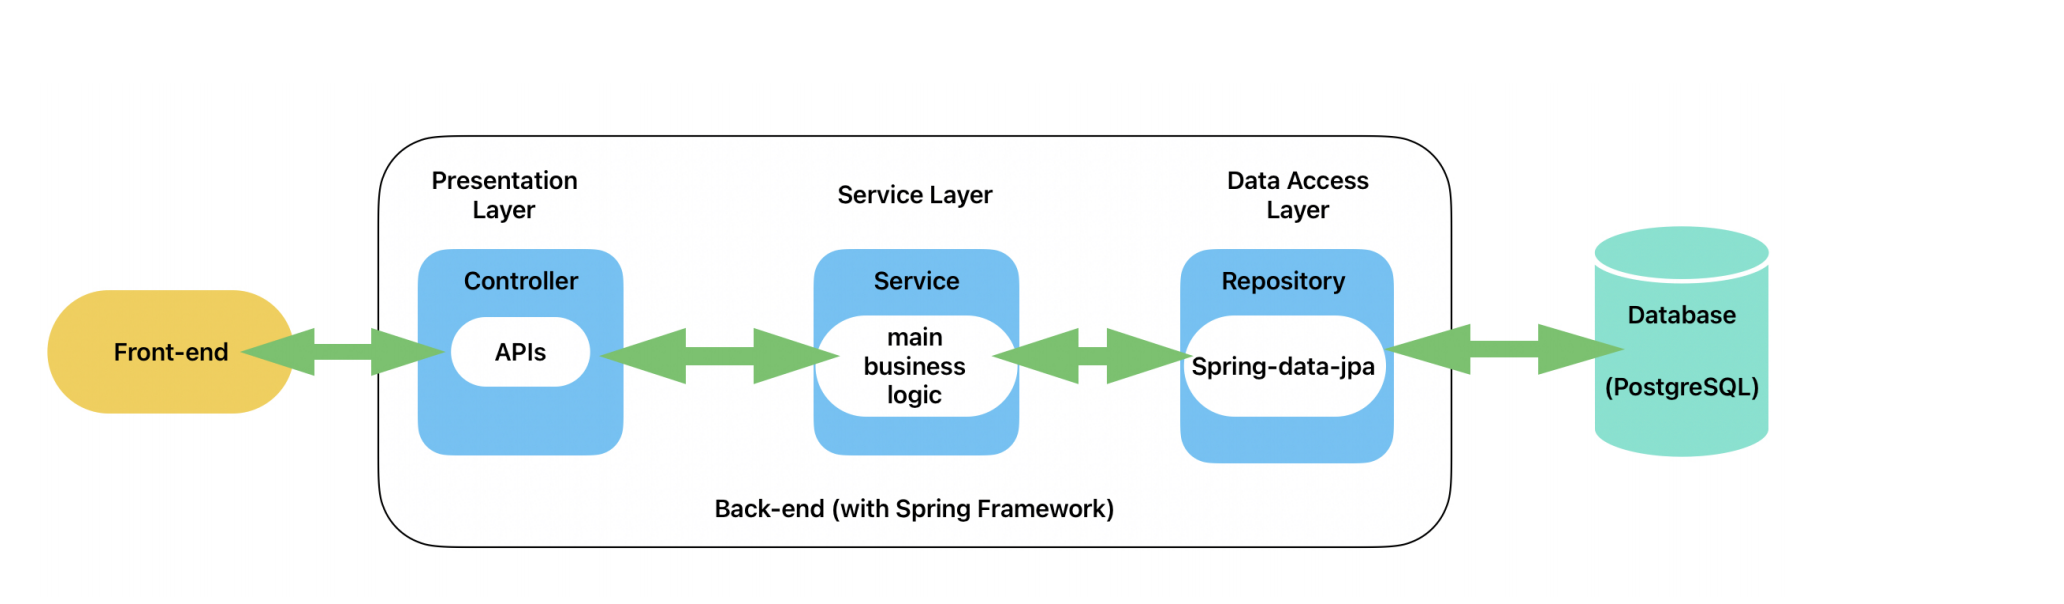 Presentation
Layer
Service Layer
Data Access
Layer
Front-end
Controller
APIs
Service
main
business
logic
Repository
Spring-data-jpa
Database
(PostgreSQL)
Back-end (with Spring Framework)